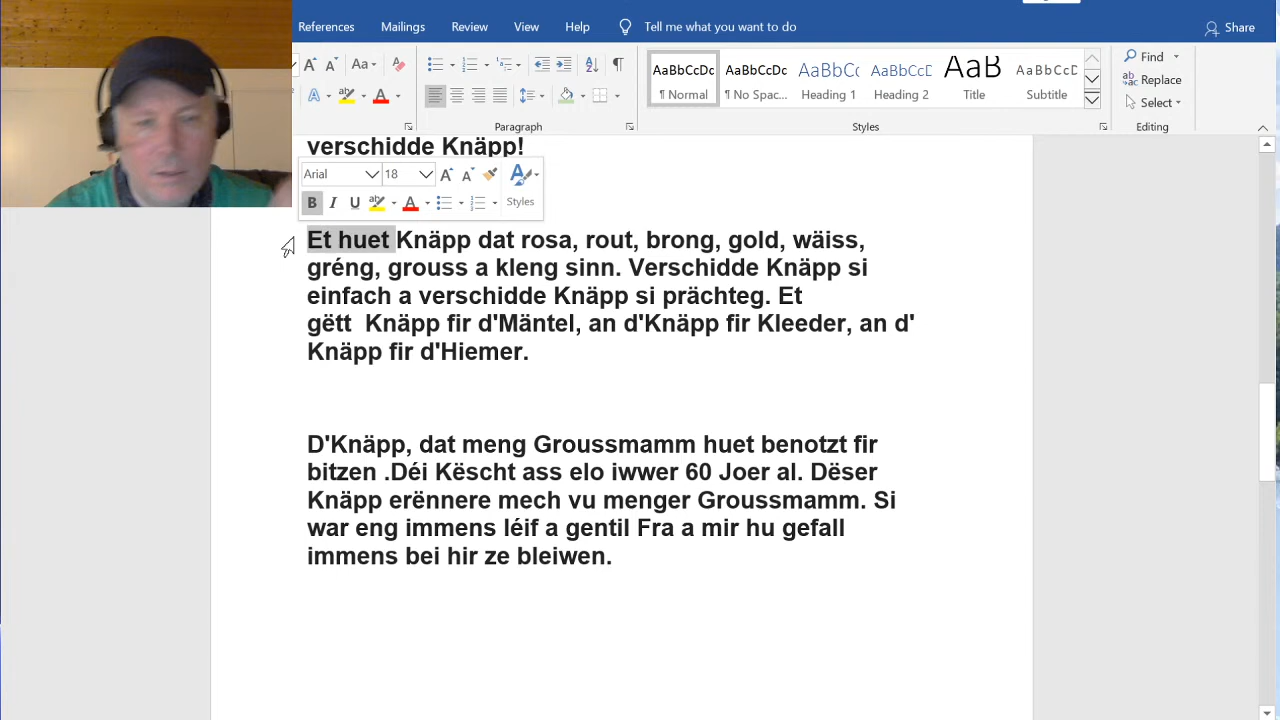 References Mailings Review View Help Tell me what you want to do Share
Aa
AaBbCcDc AaBbCcDc AaBbCc AaBbCcC AaB AaBbCcD
¶ Normal ¶ No Spac... Heading 1 Heading 2 Title Subtitle
Find
Replace
Select
Paragraph Styles Editing
verschidde Knäpp!
Arial 18
B I U Styles
Et huet Knäpp dat rosa, rout, brong, gold, wäiss,
gréng, grouss a kleng sinn. Verschidde Knäpp si
einfach a verschidde Knäpp si prächteg. Et
gëtt  Knäpp fir d'Mäntel, an d'Knäpp fir Kleeder, an d'
Knäpp fir d'Hiemer.
D'Knäpp, dat meng Groussmamm huet benotzt fir
bitzen .Déi Këscht ass elo iwwer 60 Joer al. Dëser
Knäpp erënnere mech vu menger Groussmamm. Si
war eng immens léif a gentil Fra a mir hu gefall
immens bei hir ze bleiwen.